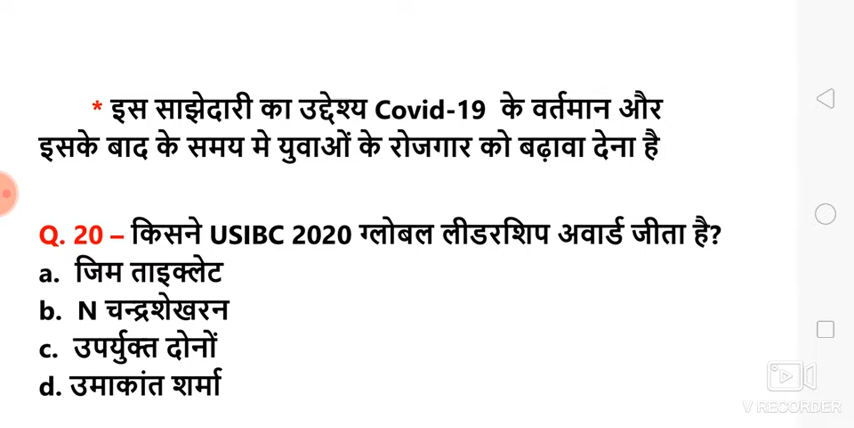 * इस साझेदारी का उद्देश्य Covid-19 के वर्तमान और
इसके बाद के समय मे युवाओं के रोजगार को बढ़ावा देना है
Q. 20 – किसने USIBC 2020 ग्लोबल लीडरशिप अवार्ड जीता है?
a. जिम ताइक्लेट
b. N चन्द्रशेखरन
c. उपर्युक्त दोनों
d. उमाकांत शर्मा
V RECORDER